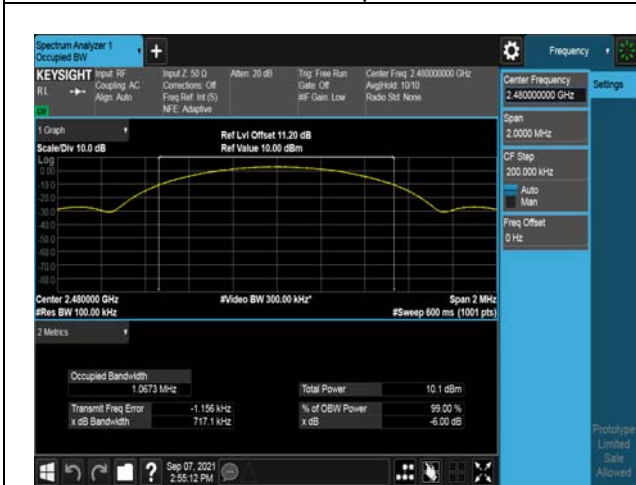 Spectrum Analyzer 1
Occupied BW
+
Frequency
KEYSIGHT
RL
Input: RF
Coupling: AC
Align: Auto
Input Z: 50 Ω
Corrections: Off
Freq Ref: Int (S)
NFE: Adaptive
Atten: 20 dB
Trig: Free Run
Gate: Off
#IF Gain: Low
Center Freq: 2.480000000 GHz
Avg|Hold: 10/10
Radio Std: None
Center Frequency
2.480000000 GHz
Settings
Span
2.0000 MHz
CF Step
200.000 kHz
Auto
Man
Freq Offset
0 Hz
1 Graph
Scale/Div 10.0 dB
Ref Lvl Offset 11.20 dB
Ref Value 10.00 dBm
Log
0.00
-10.0
-20.0
-30.0
-40.0
-50.0
-60.0
-70.0
-80.0
Center 2.480000 GHz
#Res BW 100.00 kHz
#Video BW 300.00 kHz*
Span 2 MHz
#Sweep 600 ms (1001 pts)
2 Metrics
Occupied Bandwidth
1.0673 MHz
Total Power 10.1 dBm
Transmit Freq Error -1.156 kHz
% of OBW Power 99.00 %
x dB Bandwidth 717.1 kHz
x dB -6.00 dB
Prototype
Limited
Sale
Allowed
?
Sep 07, 2021
2:55:12 PM